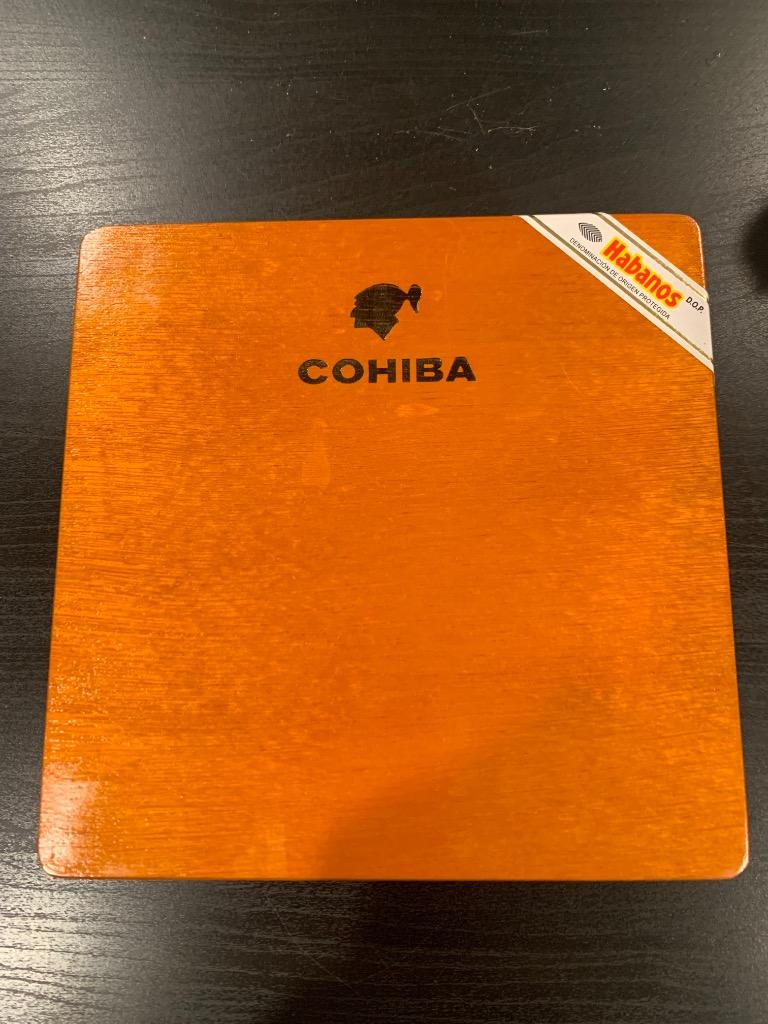 Habanos
D.O.P.
DENOMINACIÓN DE ORIGEN PROTEGIDA
COHIBA